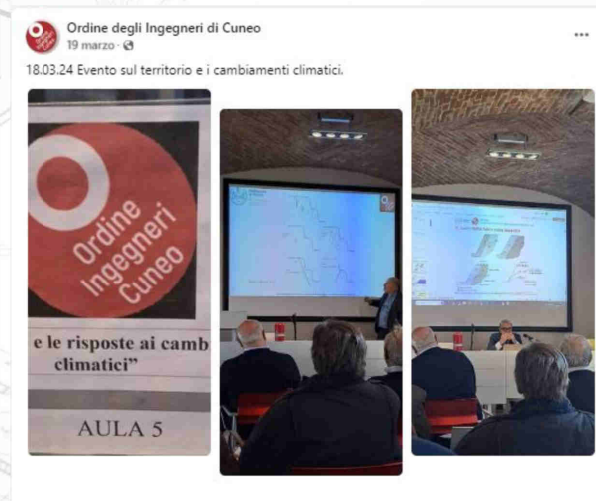 Ordine degli Ingegneri di Cuneo
19 marzo
18.03.24 Evento sul territorio e i cambiamenti climatici.
Ordine
Ingegneri
Cuneo
e le risposte ai camb
climatici”
AULA 5